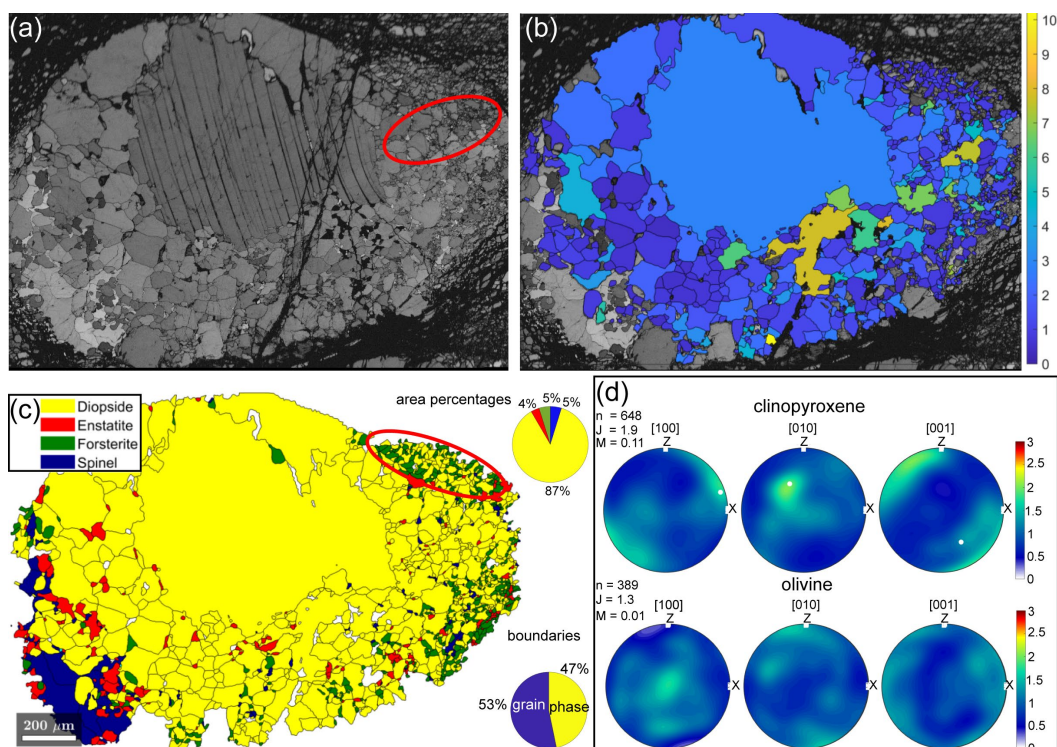 (a)
(b)
10
9
8
7
6
5
4
3
2
1
0
(c)
Diopside
Enstatite
Forsterite
Spinel
area percentages
4%
5%
5%
87%
boundaries
47%
53%
grain
phase
200 µm
(d)
clinopyroxene
n = 648
J = 1.9
M = 0.11
[100]
[010]
[001]
Z
Z
Z
X
X
X
3
2.5
2
1.5
1
0.5
0
olivine
n = 389
J = 1.3
M = 0.01
[100]
[010]
[001]
Z
Z
Z
X
X
X
3
2.5
2
1.5
1
0.5
0